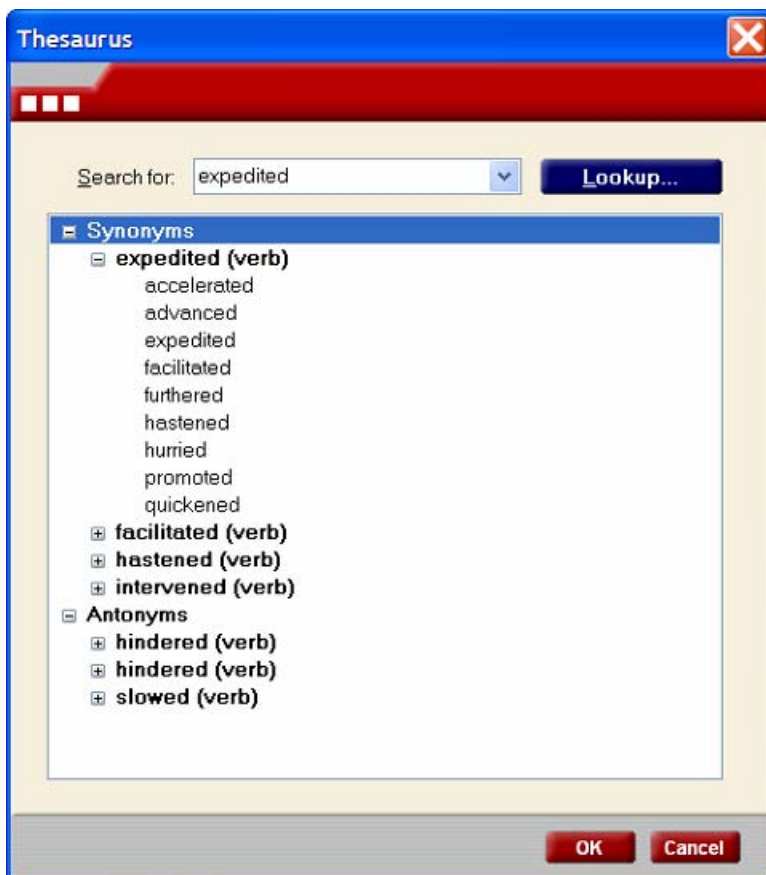 Thesaurus
Search for: expedited Lookup...
Synonyms
expedited (verb)
accelerated
advanced
expedited
facilitated
furthered
hastened
hurried
promoted
quickened
facilitated (verb)
hastened (verb)
intervened (verb)
Antonyms
hindered (verb)
hindered (verb)
slowed (verb)
OK Cancel